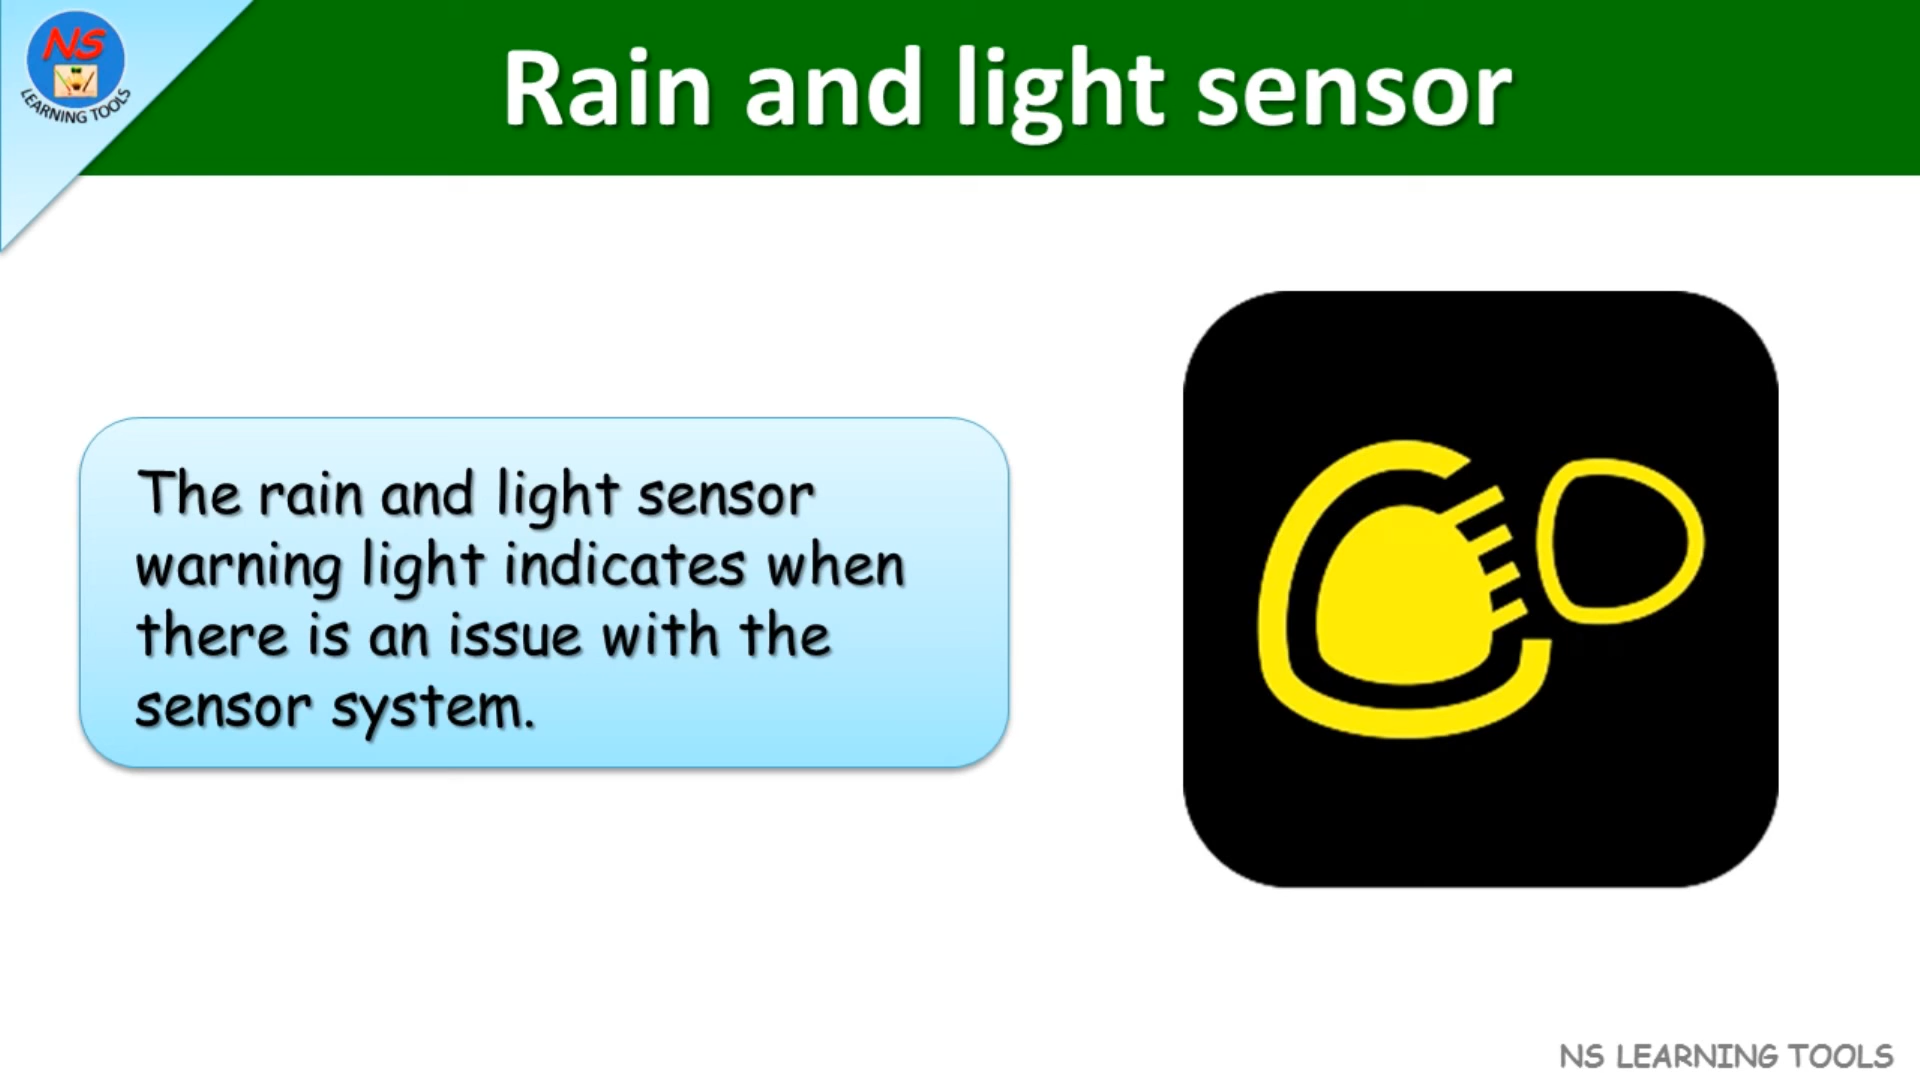 NS
LEARNING TOOLS
Rain and light sensor
The rain and light sensor
warning light indicates when
there is an issue with the
sensor system.
NS LEARNING TOOLS